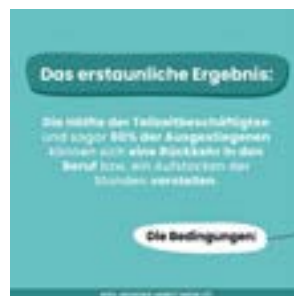 Das erstaunliche Ergebnis:
Die Hälfte der Teilzeitbeschäftigten
und sogar 60% der Ausgestiegenen
können sich eine Rückkehr in den
Beruf bzw. ein Aufstocken der
Stunden vorstellen.
Die Bedingungen: